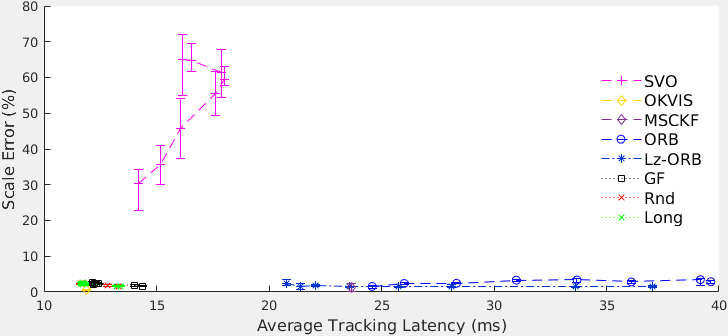 80
70
60
50
40
30
20
10
0
Scale Error (%)
10 15 20 25 30 35 40
Average Tracking Latency (ms)
SVO
OKVIS
MSCKF
ORB
Lz-ORB
GF
Rnd
Long